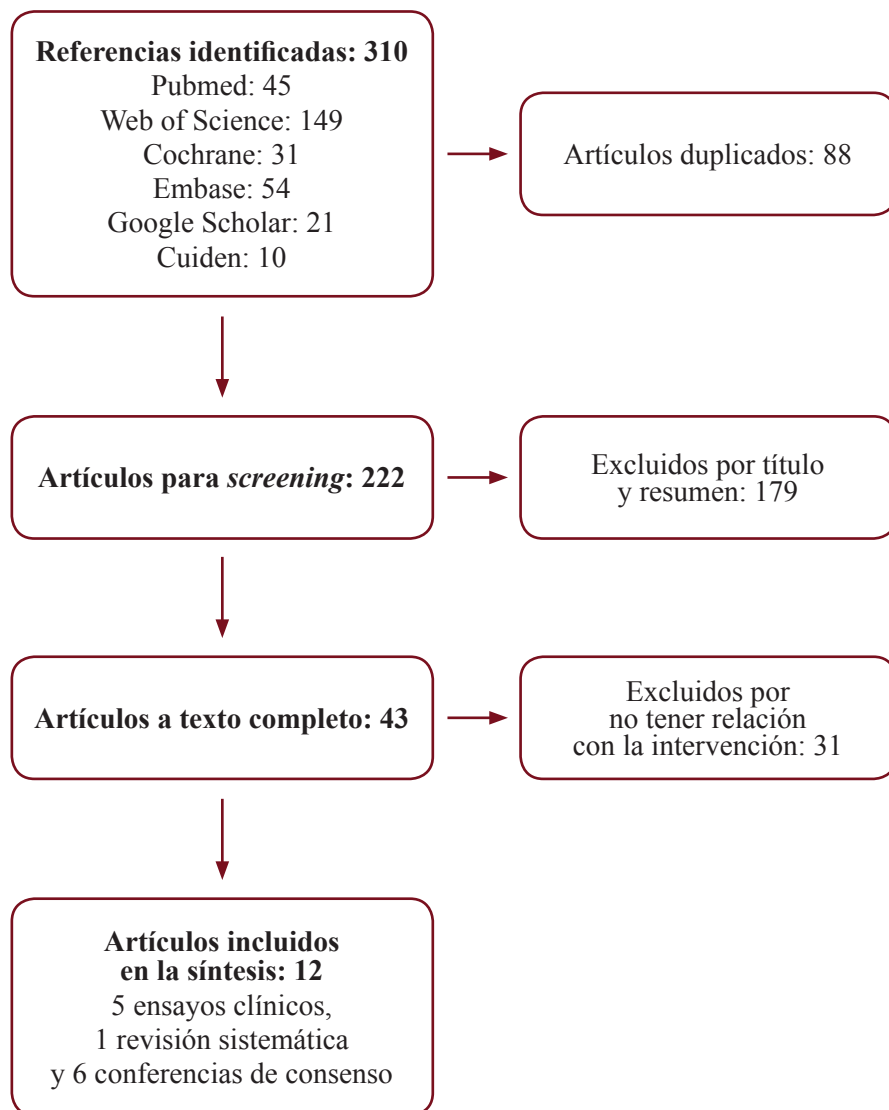 Referencias identificadas: 310
Pubmed: 45
Web of Science: 149
Cochrane: 31
Embase: 54
Google Scholar: 21
Cuiden: 10
Artículos duplicados: 88
Artículos para screening: 222
Excluidos por título
y resumen: 179
Artículos a texto completo: 43
Excluidos por
no tener relación
con la intervención: 31
Artículos incluidos
en la síntesis: 12
5 ensayos clínicos,
1 revisión sistemática
y 6 conferencias de consenso